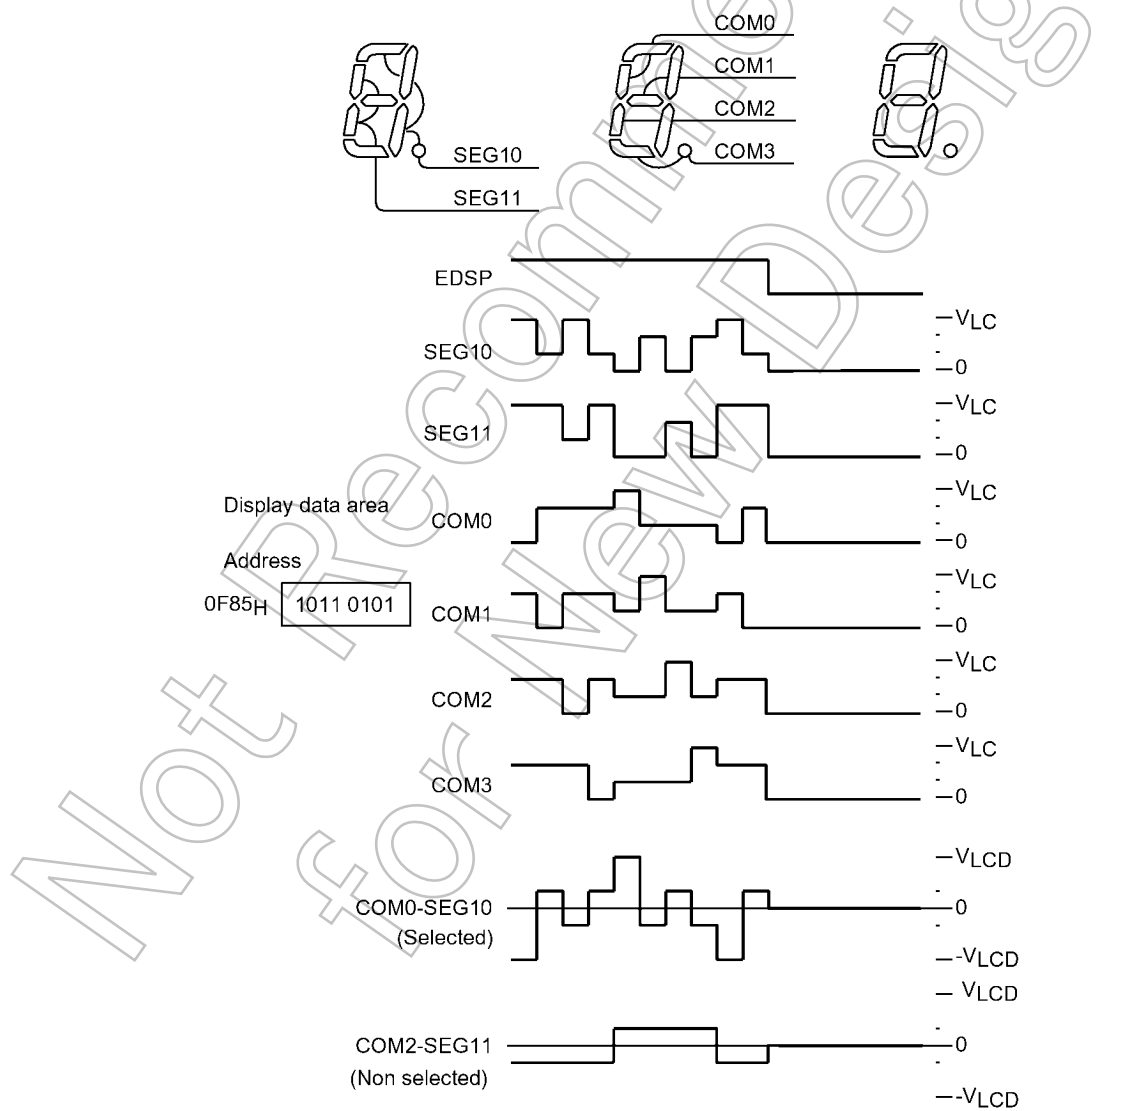 COM0
COM1
COM2
COM3
SEG10
SEG11
EDSP
VLC
SEG10
0
VLC
SEG11
0
VLC
Display data area
COM0
0
Address
VLC
0F85H
1011 0101
COM1
0
VLC
COM2
0
VLC
COM3
0
VLCD
COM0-SEG10
0
(Selected)
-VLCD
VLCD
COM2-SEG11
0
(Non selected)
-VLCD
Not Recommended
for New Desig